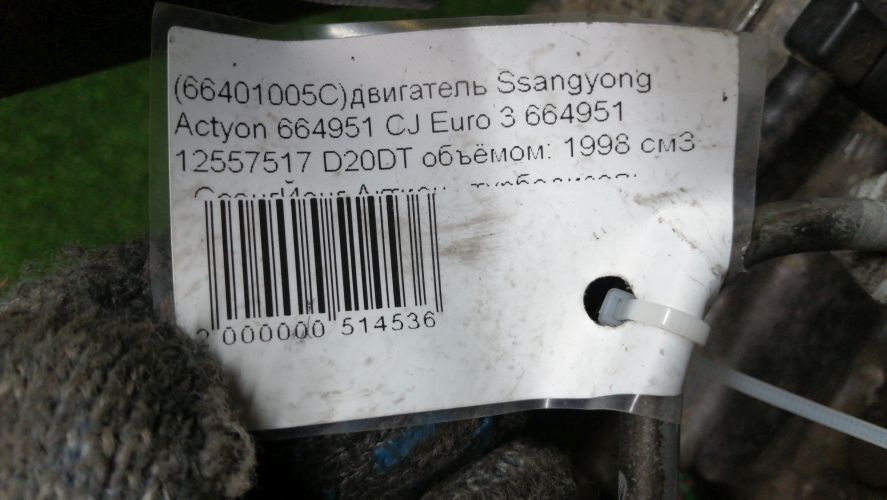 (66401005C)двигатель Ssangyong
Actyon 664951 CJ Euro 3 664951
12557517 D20DT объёмом: 1998 см3
2 000000 514536